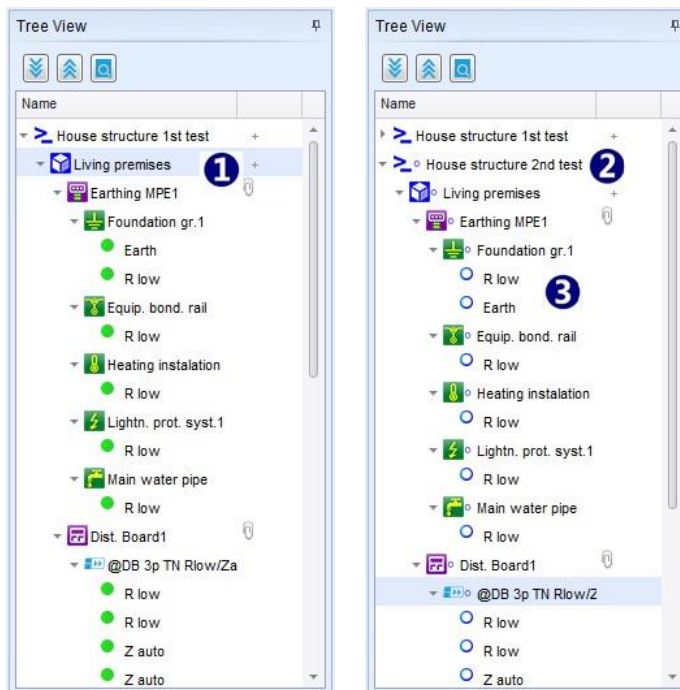 Tree View
Name
House structure 1st test +
Living premises 1 +
Earthing MPE1
Foundation gr.1
Earth
R low
Equip. bond. rail
R low
Heating instalation
R low
Lightn. prot. syst.1
R low
Main water pipe
R low
Dist. Board1
@DB 3p TN Rlow/Za
R low
R low
Z auto
Z auto
Tree View
Name
House structure 1st test +
House structure 2nd test 2
Living premises +
Earthing MPE1
Foundation gr.1
R low
3
Earth
Equip. bond. rail
R low
Heating instalation
R low
Lightn. prot. syst.1
R low
Main water pipe
R low
Dist. Board1
@DB 3p TN Rlow/Z
R low
R low
Z auto